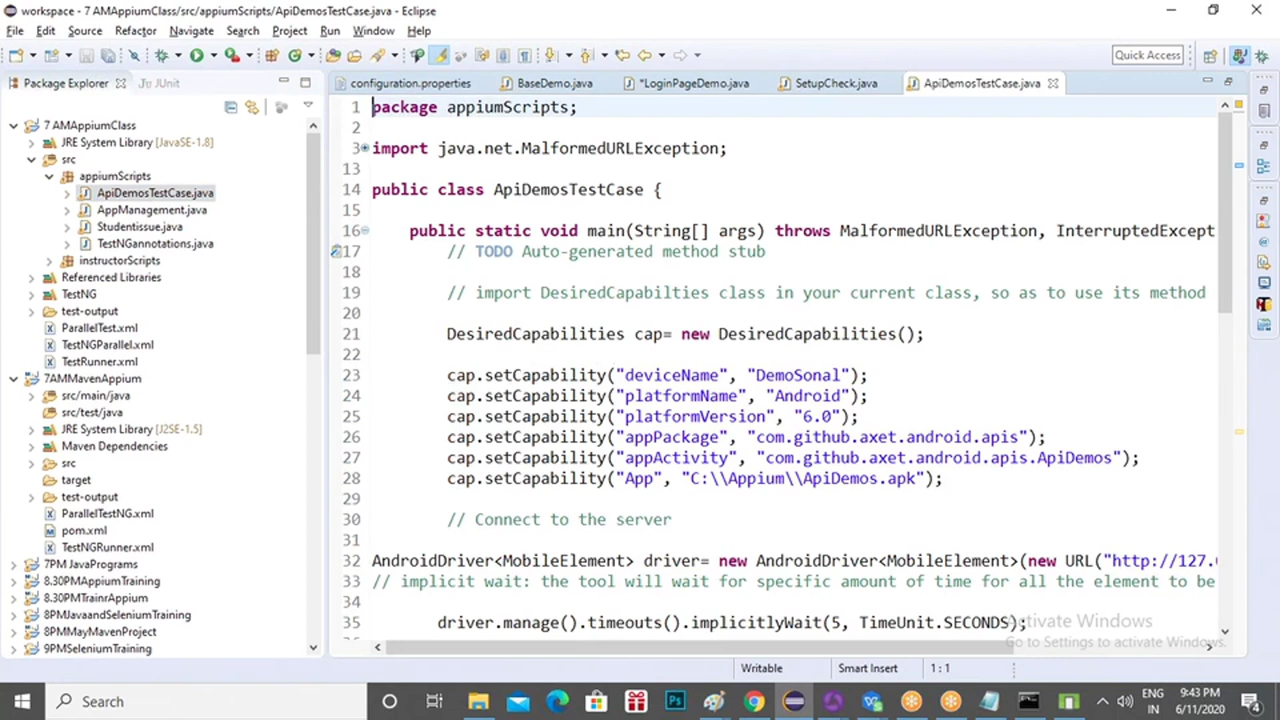 workspace - 7 AMAppiumClass/src/appiumScripts/ApiDemosTestCase.java - Eclipse
File Edit Source Refactor Navigate Search Project Run Window Help
Quick Access
Package Explorer JUnit
configuration.properties BaseDemo.java *LoginPageDemo.java SetupCheck.java ApiDemosTestCase.java
7 AMAppiumClass
JRE System Library [JavaSE-1.8]
src
appiumScripts
ApiDemosTestCase.java
AppManagement.java
Studentissue.java
TestNGannotations.java
instructorScripts
Referenced Libraries
TestNG
test-output
ParallelTest.xml
TestNGParallel.xml
TestRunner.xml
7AMMavenAppium
src/main/java
src/test/java
JRE System Library [J2SE-1.5]
Maven Dependencies
src
target
test-output
ParallelTestNG.xml
pom.xml
TestNGRunner.xml
7PM JavaPrograms
8.30PMAppiumTraining
8.30PMTrainrAppium
8PMJavaandSeleniumTraining
8PMMayMavenProject
9PMSeleniumTraining
1 package appiumScripts;
2
3 import java.net.MalformedURLException;
13
14 public class ApiDemosTestCase {
15
16 public static void main(String[] args) throws MalformedURLException, InterruptedExcept
17 // TODO Auto-generated method stub
18
19 // import DesiredCapabilties class in your current class, so as to use its method
20
21 DesiredCapabilities cap= new DesiredCapabilities();
22
23 cap.setCapability("deviceName", "DemoSonal");
24 cap.setCapability("platformName", "Android");
25 cap.setCapability("platformVersion", "6.0");
26 cap.setCapability("appPackage", "com.github.axet.android.apis");
27 cap.setCapability("appActivity", "com.github.axet.android.apis.ApiDemos");
28 cap.setCapability("App", "C:\\Appium\\ApiDemos.apk");
29
30 // Connect to the server
31
32 AndroidDriver<MobileElement> driver= new AndroidDriver<MobileElement>(new URL("http://127.
33 // implicit wait: the tool will wait for specific amount of time for all the element to be
34
35 driver.manage().timeouts().implicitlyWait(5, TimeUnit.SECONDS);
Activate Windows
Go to Settings to activate Windows.
Writable Smart Insert 1 : 1
Search
Ps
ENG
IN
9:43 PM
6/11/2020
4